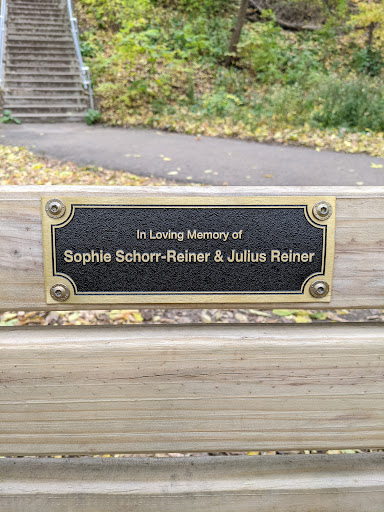 In Loving Memory of
Sophie Schorr-Reiner & Julius Reiner